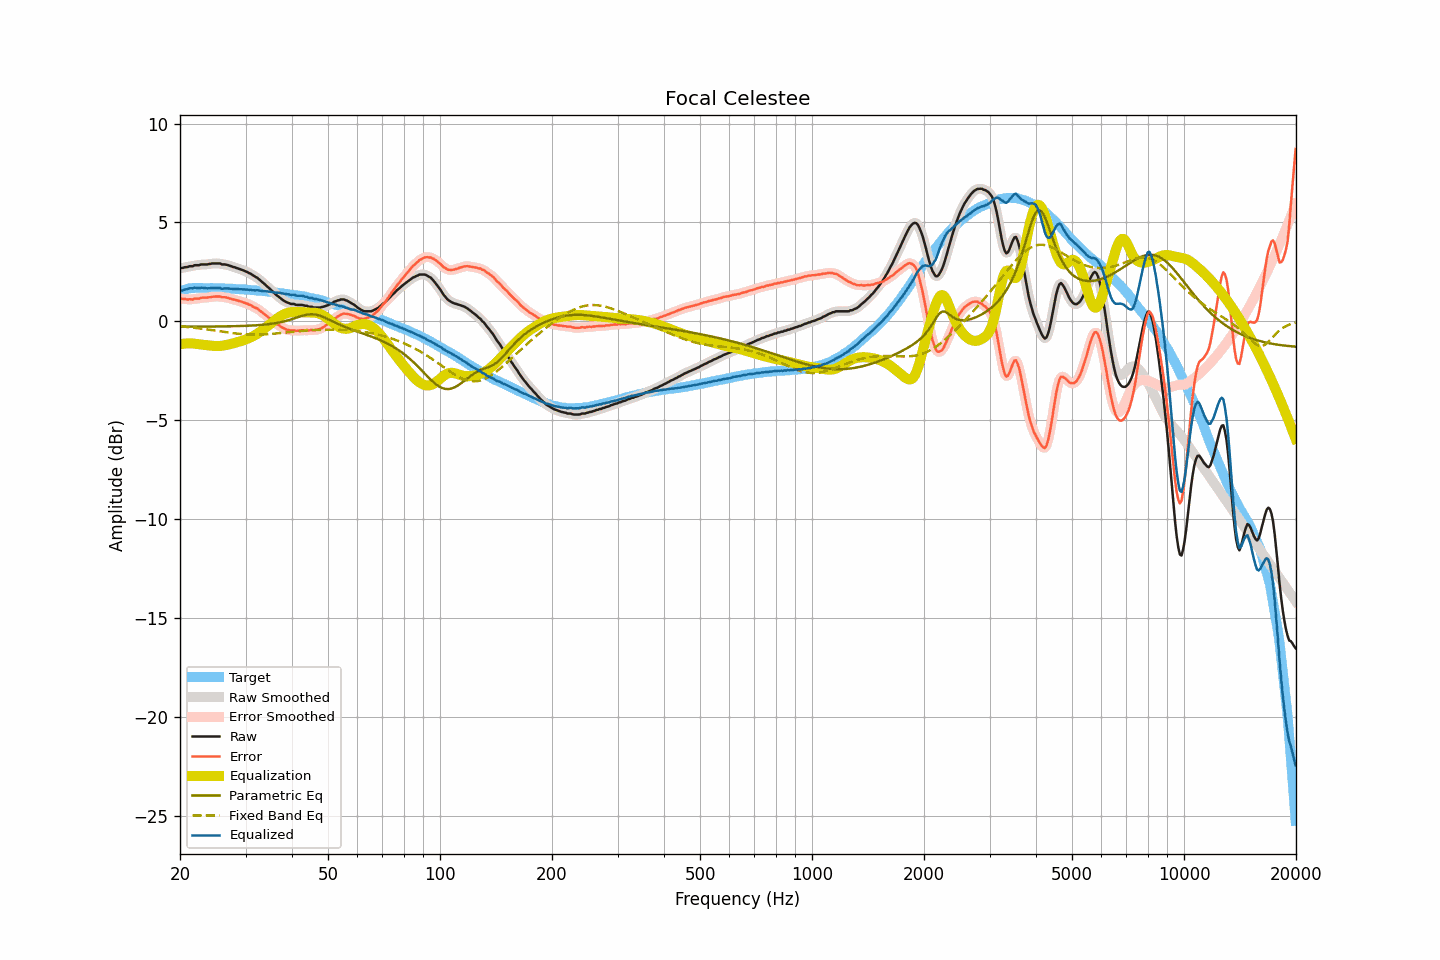 Focal Celestee
10
5
0
−5
−10
−15
−20
−25
Amplitude (dBr)
Target
Raw Smoothed
Error Smoothed
Raw
Error
Equalization
Parametric Eq
Fixed Band Eq
Equalized
20 50 100 200 500 1000 2000 5000 10000 20000
Frequency (Hz)